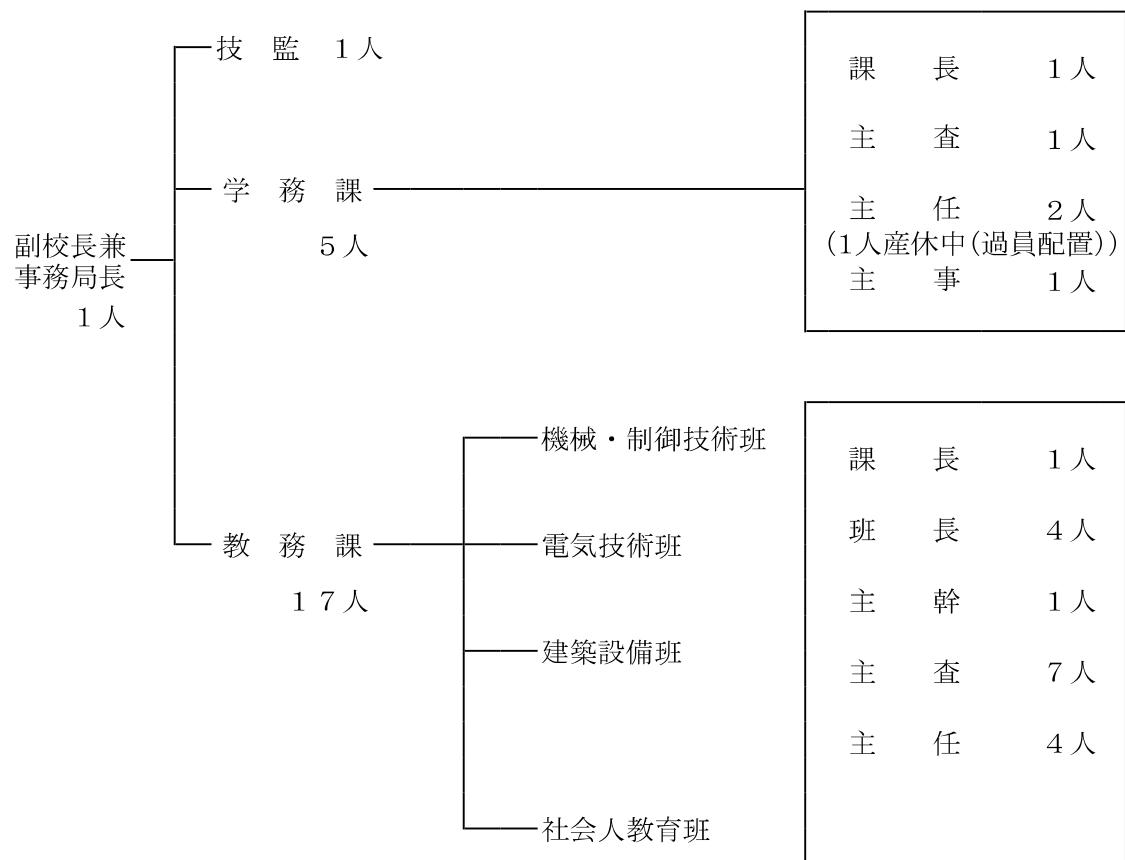 技　監　１人
課　　長　　１人
主　　査　　１人
学　務　課
５人
主　　任　　２人
(１人産休中(過員配置))
主　　事　　１人
副校長兼
事務局長
１人
機械・制御技術班
課　　長　　１人
教　務　課
１７人
電気技術班
班　　長　　４人
主　　幹　　１人
建築設備班
主　　査　　７人
主　　任　　４人
社会人教育班